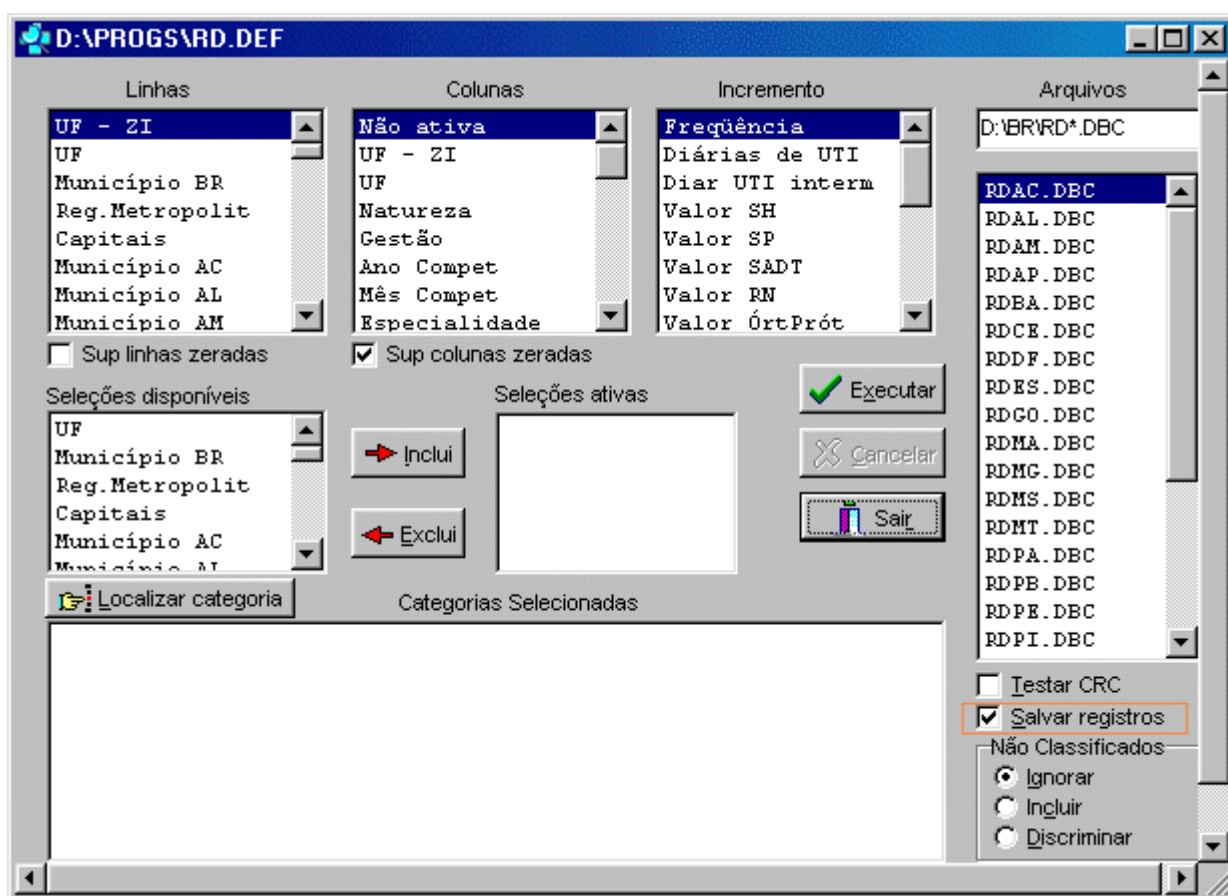 D:\PROGS\RD.DEF
Linhas
UF - ZI
UF
Município BR
Reg.Metropolit
Capitais
Município AC
Município AL
Município AM
Sup linhas zeradas
Colunas
Não ativa
UF - ZI
UF
Natureza
Gestão
Ano Compet
Mês Compet
Especialidade
Sup colunas zeradas
Incremento
Freqüência
Diárias de UTI
Diar UTI interm
Valor SH
Valor SP
Valor SADT
Valor RN
Valor ÓrtPrót
Arquivos
D:\BR\RD*.DBC
RDAC.DBC
RDAL.DBC
RDAM.DBC
RDAP.DBC
RDBA.DBC
RDCE.DBC
RDDF.DBC
RDES.DBC
RDGO.DBC
RDMA.DBC
RDMG.DBC
RDMS.DBC
RDMT.DBC
RDPA.DBC
RDPB.DBC
RDPE.DBC
RDPI.DBC
Seleções disponíveis
UF
Município BR
Reg.Metropolit
Capitais
Município AC
Município AL
Inclui
Exclui
Seleções ativas
Executar
Cancelar
Sair
Localizar categoria
Categorias Selecionadas
Testar CRC
Salvar registros
Não Classificados
Ignorar
Incluir
Discriminar